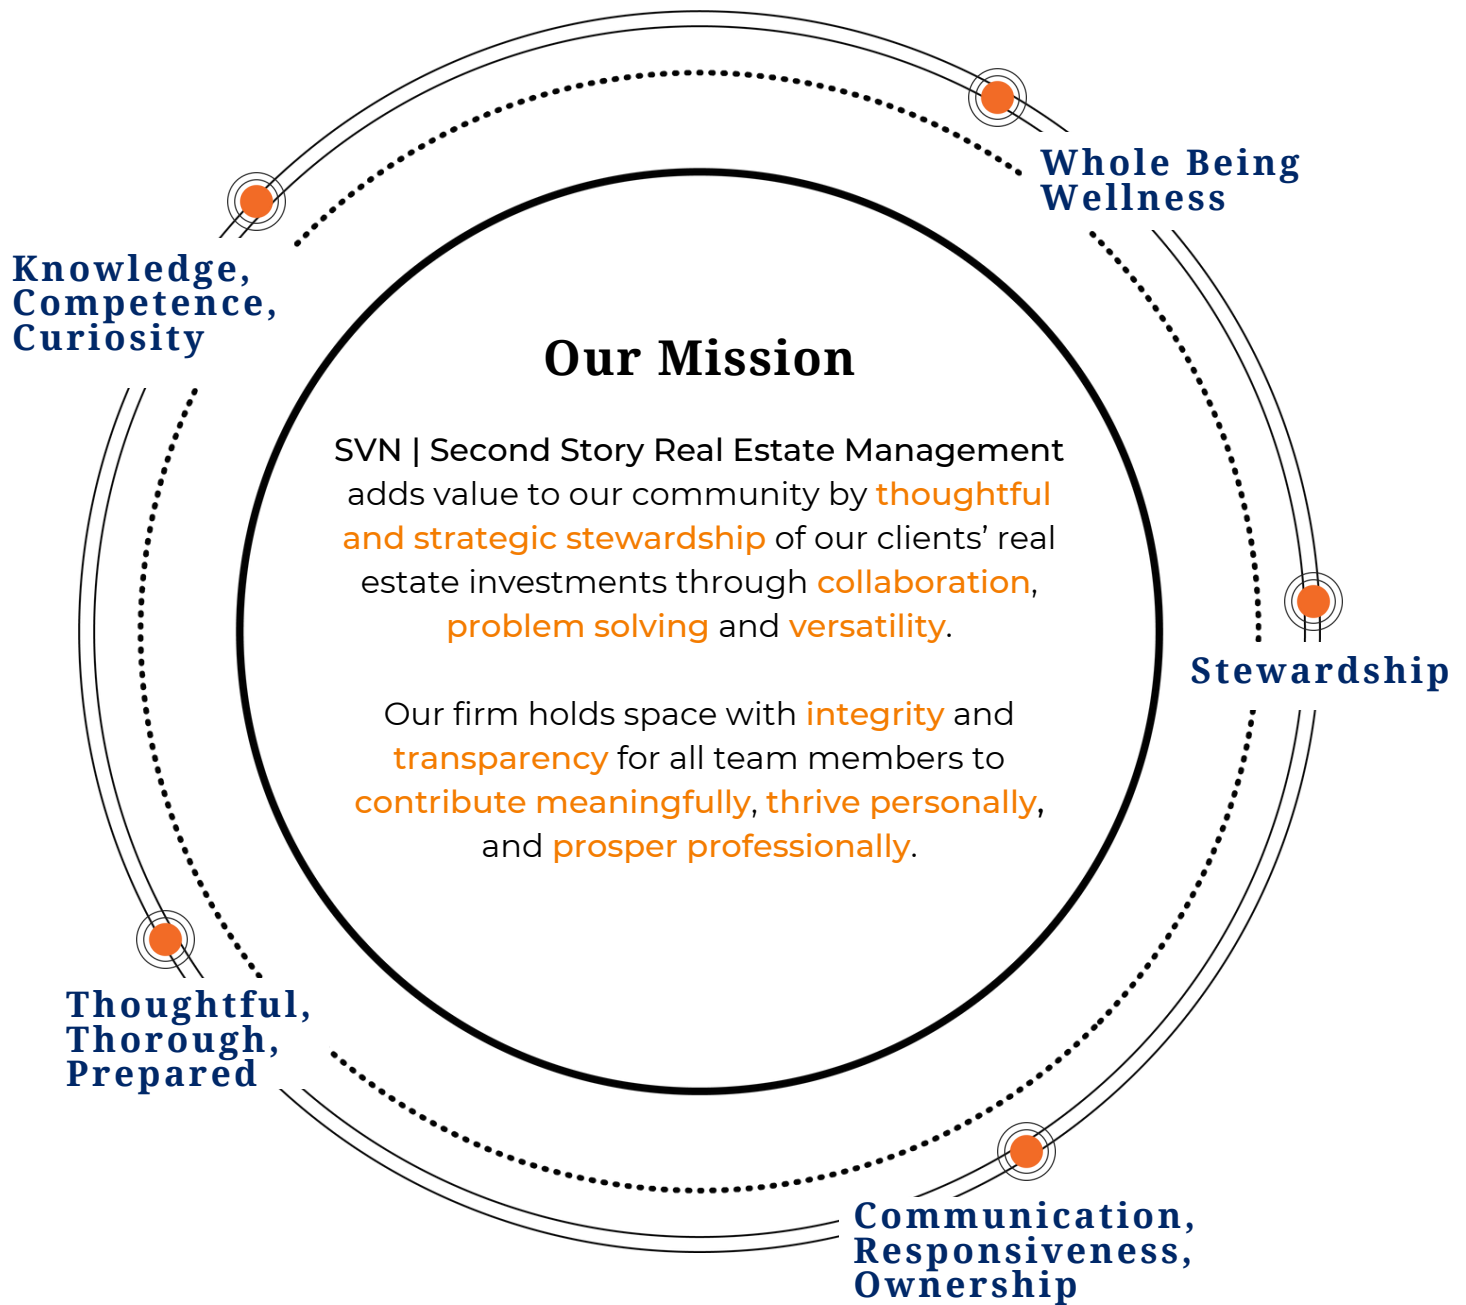 Whole Being
Wellness
Knowledge,
Competence,
Curiosity
Our Mission
SVN | Second Story Real Estate Management
adds value to our community by thoughtful
and strategic stewardship of our clients’ real
estate investments through collaboration,
problem solving and versatility.
Our firm holds space with integrity and
transparency for all team members to
contribute meaningfully, thrive personally,
and prosper professionally.
Stewardship
Thoughtful,
Thorough,
Prepared
Communication,
Responsiveness,
Ownership